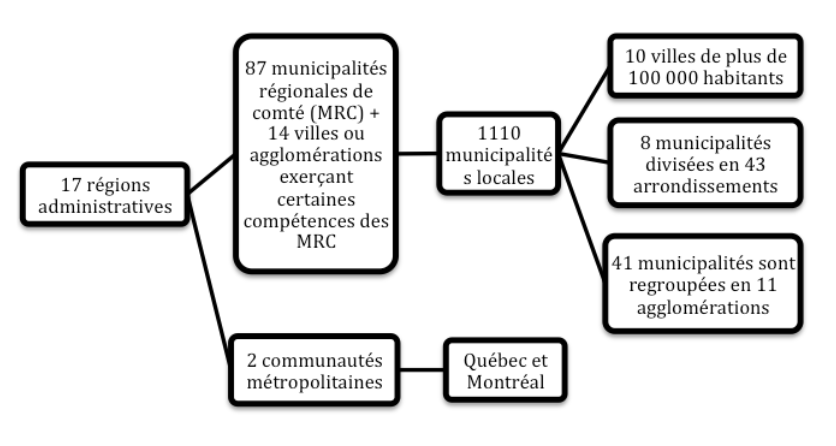 17 régions
administratives
87 municipalités
régionales de
comté (MRC) +
14 villes ou
agglomérations
exerçant
certaines
compétences des
MRC
1110
municipalité
s locales
10 villes de plus de
100 000 habitants
8 municipalités
divisées en 43
arrondissements
41 municipalités sont
regroupées en 11
agglomérations
2 communautés
métropolitaines
Québec et
Montréal